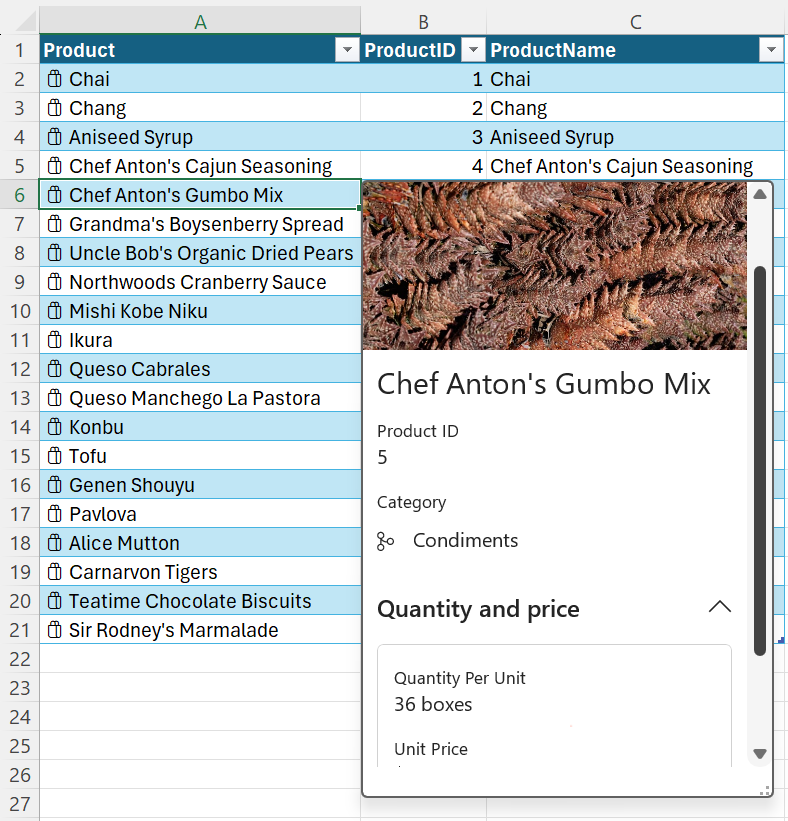 A B C
1 Product ProductID ProductName
2 Chai 1 Chai
3 Chang 2 Chang
4 Aniseed Syrup 3 Aniseed Syrup
5 Chef Anton's Cajun Seasoning 4 Chef Anton's Cajun Seasoning
6 Chef Anton's Gumbo Mix
7 Grandma's Boysenberry Spread
8 Uncle Bob's Organic Dried Pears
9 Northwoods Cranberry Sauce
10 Mishi Kobe Niku
11 Ikura
12 Queso Cabrales
13 Queso Manchego La Pastora
14 Konbu
15 Tofu
16 Genen Shouyu
17 Pavlova
18 Alice Mutton
19 Carnarvon Tigers
20 Teatime Chocolate Biscuits
21 Sir Rodney's Marmalade
22
23
24
25
26
27
Chef Anton's Gumbo Mix
Product ID
5
Category
Condiments
Quantity and price
Quantity Per Unit
36 boxes
Unit Price